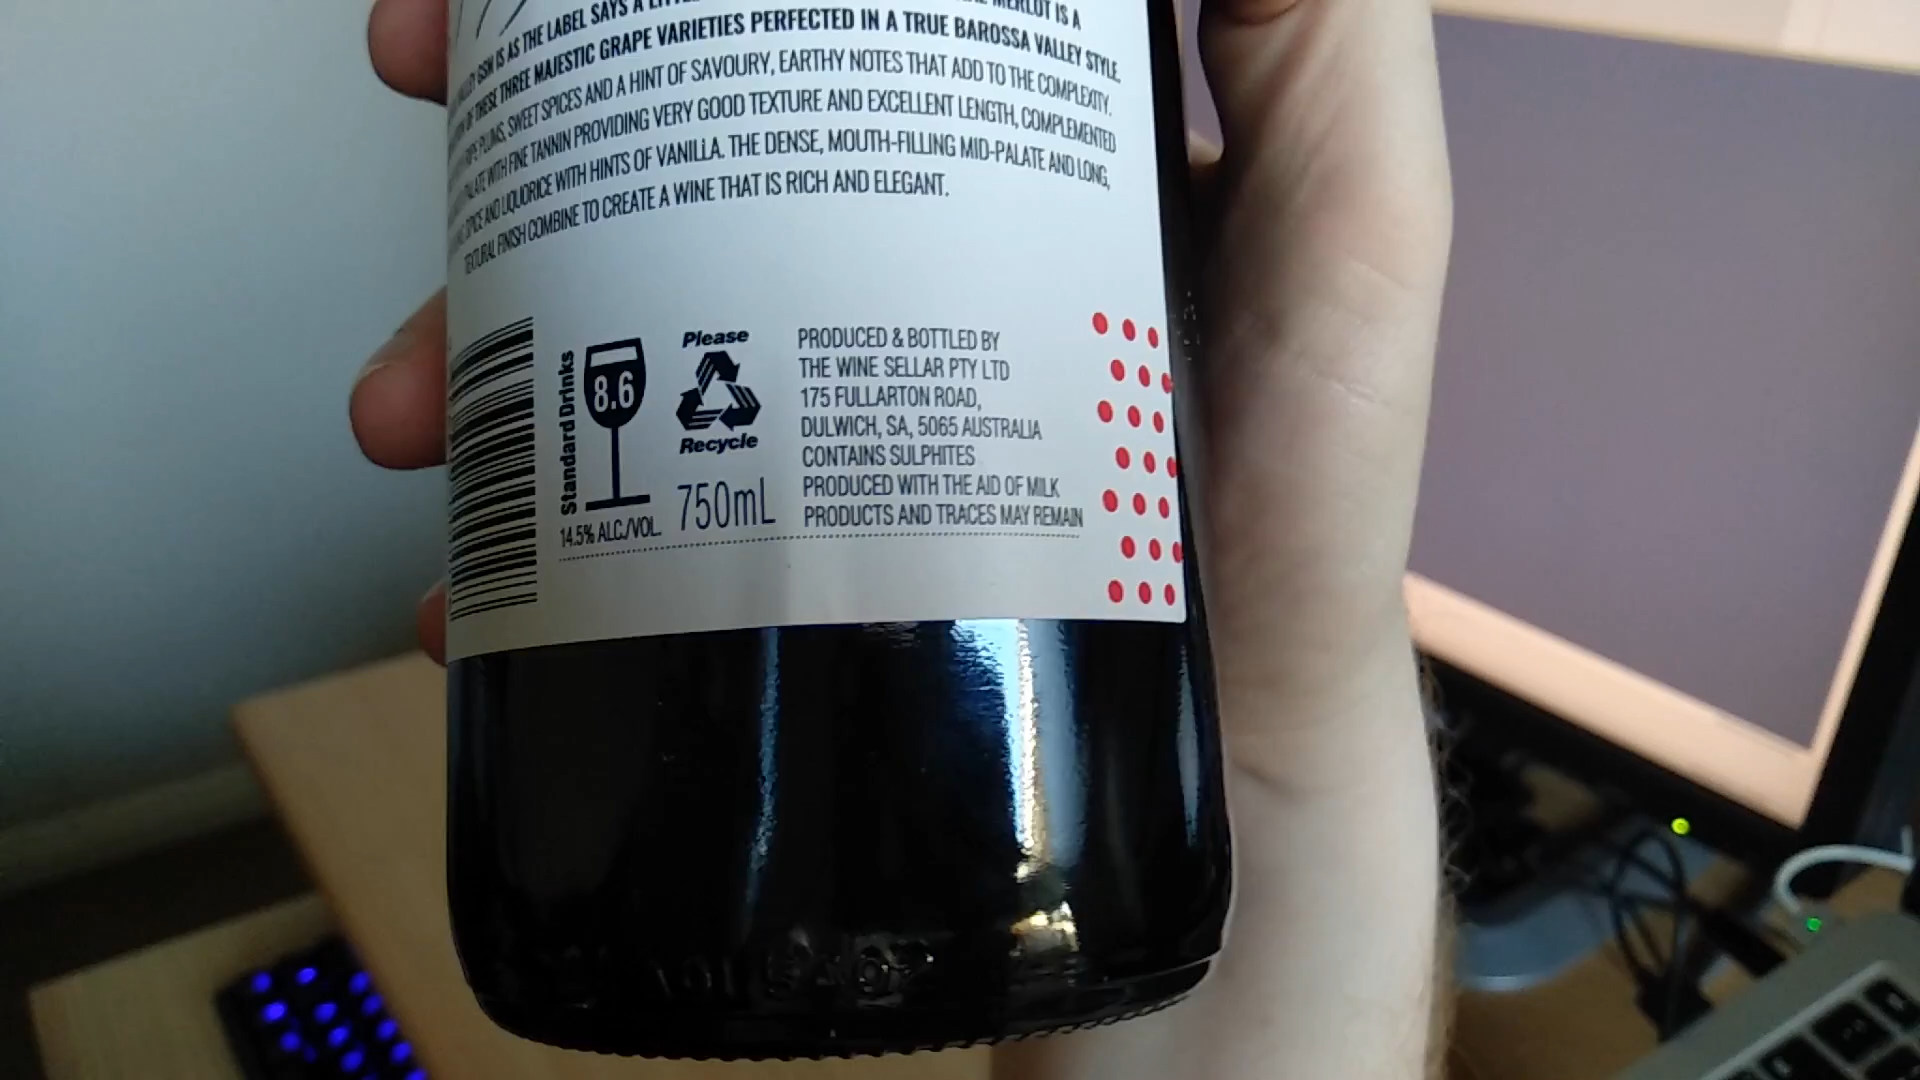 MERLOT IS A
GSM IS AS THE LABEL SAYS A
OF THESE THREE MAJESTIC GRAPE VARIETIES PERFECTED IN A TRUE BAROSSA VALLEY STYLE.
RIPE PLUMS, SWEET SPICES AND A HINT OF SAVOURY, EARTHY NOTES THAT ADD TO THE COMPLEXITY.
WITH FINE TANNIN PROVIDING VERY GOOD TEXTURE AND EXCELLENT LENGTH, COMPLEMENTED
SPICE AND LIQUORICE WITH HINTS OF VANILLA. THE DENSE, MOUTH-FILLING MID-PALATE AND LONG,
TEXTURAL FINISH COMBINE TO CREATE A WINE THAT IS RICH AND ELEGANT.
Standard Drinks
8.6
14.5% ALC./VOL.
Please
Recycle
750mL
PRODUCED & BOTTLED BY
THE WINE SELLAR PTY LTD
175 FULLARTON ROAD,
DULWICH, SA, 5065 AUSTRALIA
CONTAINS SULPHITES
PRODUCED WITH THE AID OF MILK
PRODUCTS AND TRACES MAY REMAIN